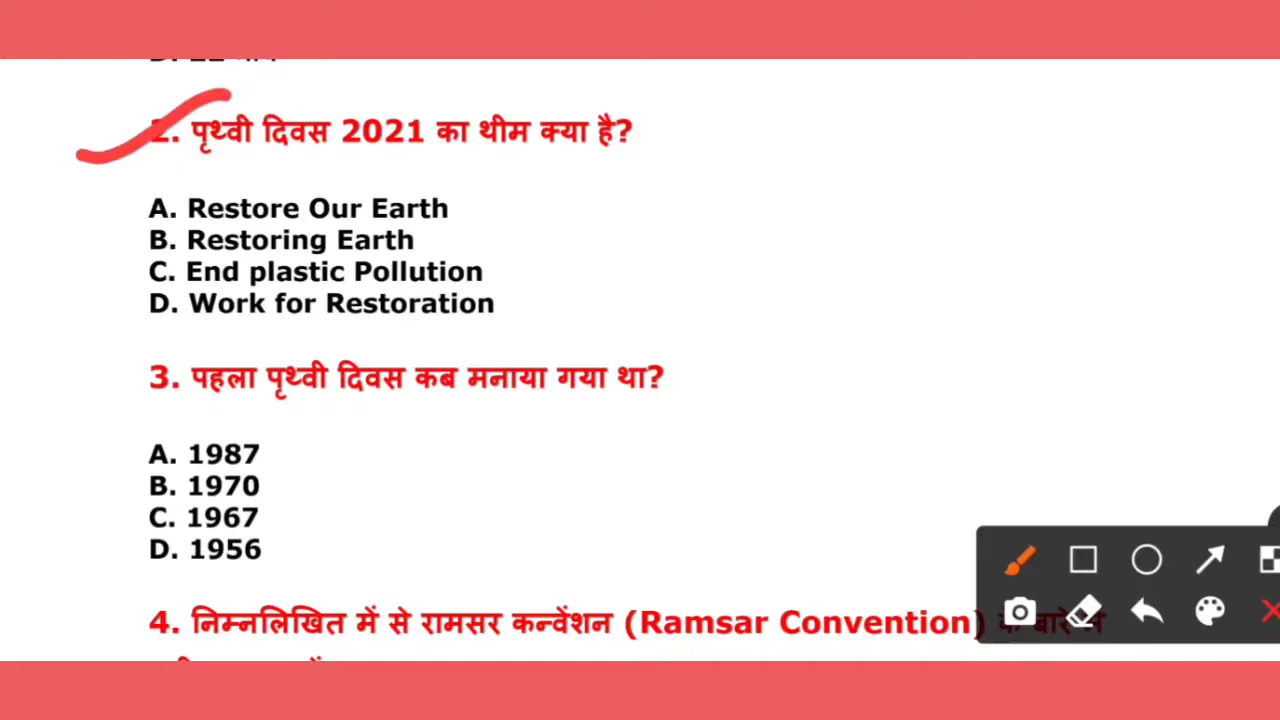 2. पृथ्वी दिवस 2021 का थीम क्या है?
A. Restore Our Earth
B. Restoring Earth
C. End plastic Pollution
D. Work for Restoration
3. पहला पृथ्वी दिवस कब मनाया गया था?
A. 1987
B. 1970
C. 1967
D. 1956
4. निम्नलिखित में से रामसर कन्वेंशन (Ramsar Convention) के बारे में